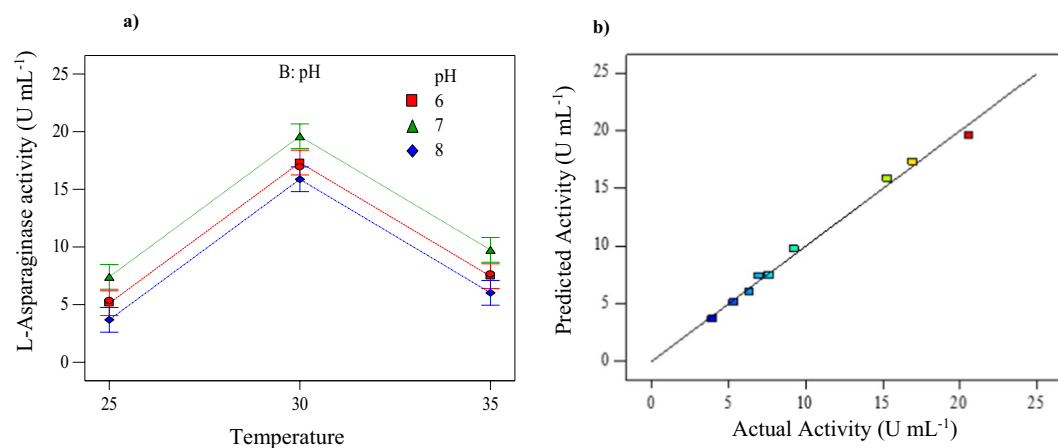 a)
L-Asparaginase activity (U mL⁻¹)
25
20
15
10
5
0
B: pH
pH
6
7
8
25 30 35
Temperature
b)
Predicted Activity (U mL⁻¹)
25
20
15
10
5
0
0 5 10 15 20 25
Actual Activity (U mL⁻¹)